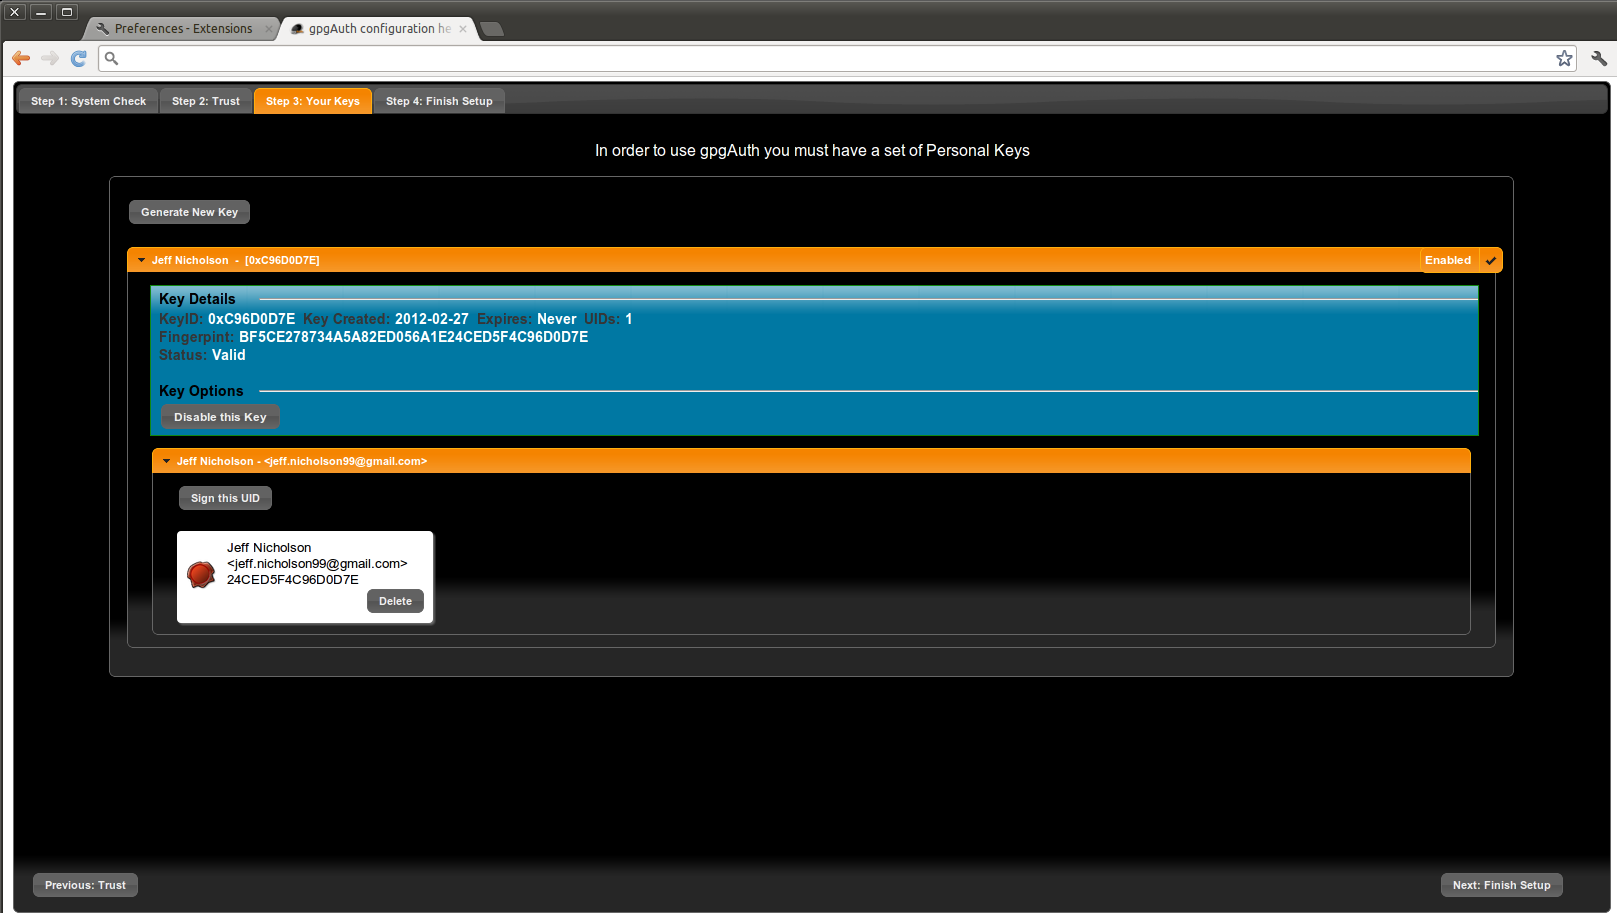 Preferences - Extensions
gpgAuth configuration he
Step 1: System Check
Step 2: Trust
Step 3: Your Keys
Step 4: Finish Setup
In order to use gpgAuth you must have a set of Personal Keys
Generate New Key
Jeff Nicholson - [0xC96D0D7E]
Enabled
Key Details
KeyID: 0xC96D0D7E Key Created: 2012-02-27 Expires: Never UIDs: 1
Fingerpint: BF5CE278734A5A82ED056A1E24CED5F4C96D0D7E
Status: Valid
Key Options
Disable this Key
Jeff Nicholson - <jeff.nicholson99@gmail.com>
Sign this UID
Jeff Nicholson
<jeff.nicholson99@gmail.com>
24CED5F4C96D0D7E
Delete
Previous: Trust
Next: Finish Setup